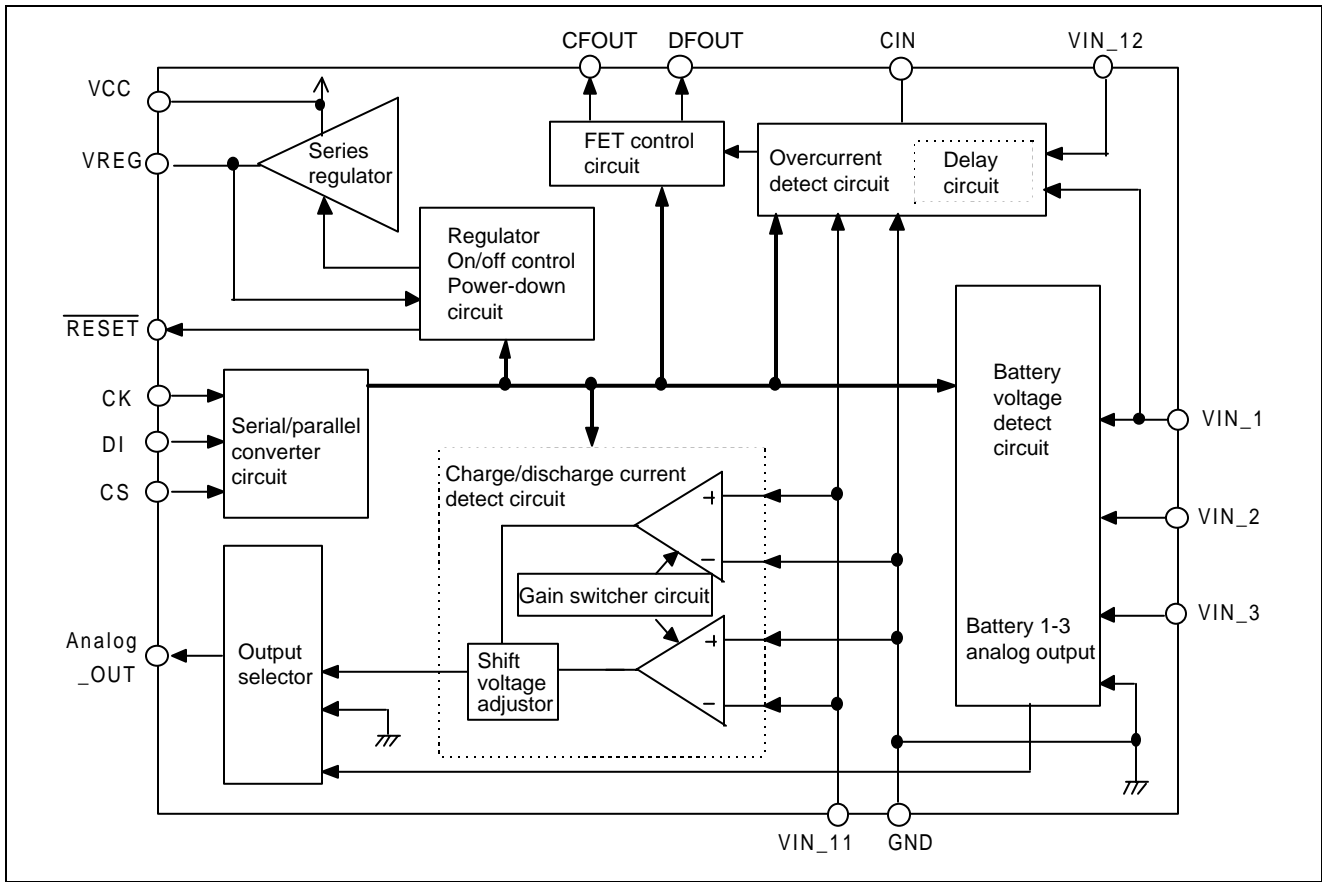 CFOUT
DFOUT
CIN
VIN_12
VCC
VREG
Series
regulator
FET control
circuit
Overcurrent
detect circuit
Delay
circuit
Regulator
On/off control
Power-down
circuit
RESET
CK
DI
CS
Serial/parallel
converter
circuit
Battery
voltage
detect
circuit
VIN_1
VIN_2
VIN_3
Charge/discharge current
detect circuit
+
−
Gain switcher circuit
+
−
Battery 1-3
analog output
Analog
_OUT
Output
selector
Shift
voltage
adjustor
VIN_11
GND